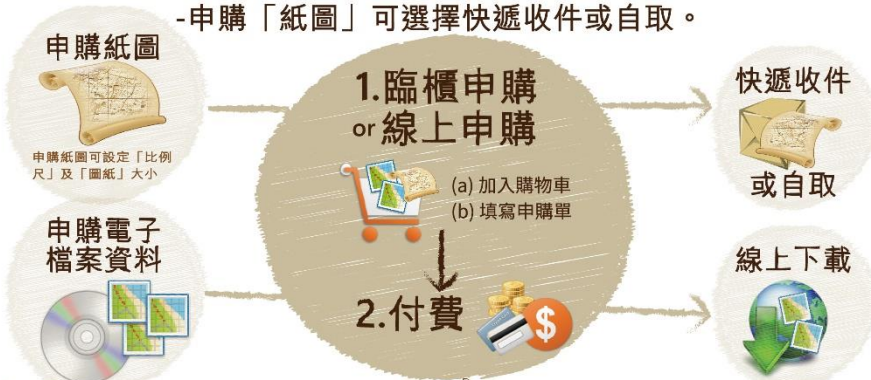 -申購「紙圖」可選擇快遞收件或自取。
申購紙圖
申購紙圖可設定「比例
尺」及「圖紙」大小
申購電子
檔案資料
1.臨櫃申購
or線上申購
(a) 加入購物車
(b) 填寫申購單
2.付費
快遞收件
或自取
線上下載